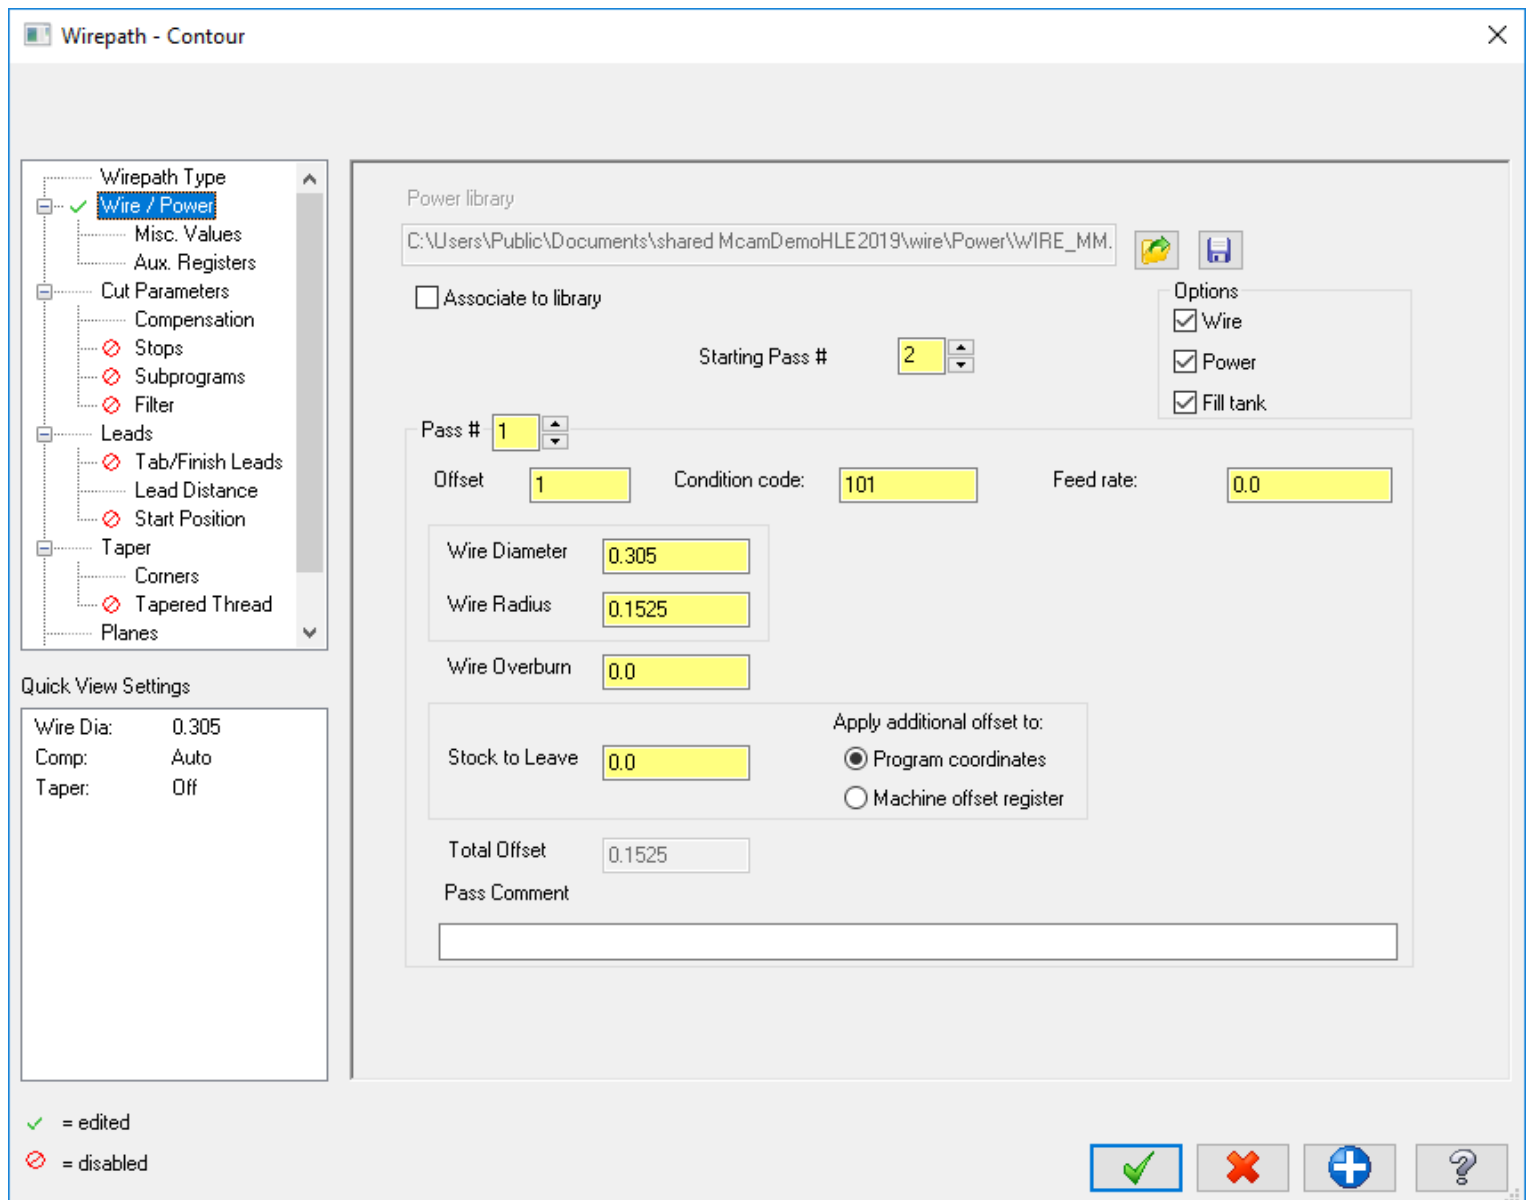 Wirepath - Contour
Wirepath Type
Wire / Power
Misc. Values
Aux. Registers
Cut Parameters
Compensation
Stops
Subprograms
Filter
Leads
Tab/Finish Leads
Lead Distance
Start Position
Taper
Corners
Tapered Thread
Planes
Quick View Settings
Wire Dia: 0.305
Comp: Auto
Taper: Off
= edited
= disabled
Power library
C:\Users\Public\Documents\shared McamDemoHLE2019\wire\Power\WIRE_MM.
Associate to library
Starting Pass # 2
Options
Wire
Power
Fill tank
Pass # 1
Offset 1 Condition code: 101 Feed rate: 0.0
Wire Diameter 0.305
Wire Radius 0.1525
Wire Overburn 0.0
Stock to Leave 0.0
Apply additional offset to:
Program coordinates
Machine offset register
Total Offset 0.1525
Pass Comment